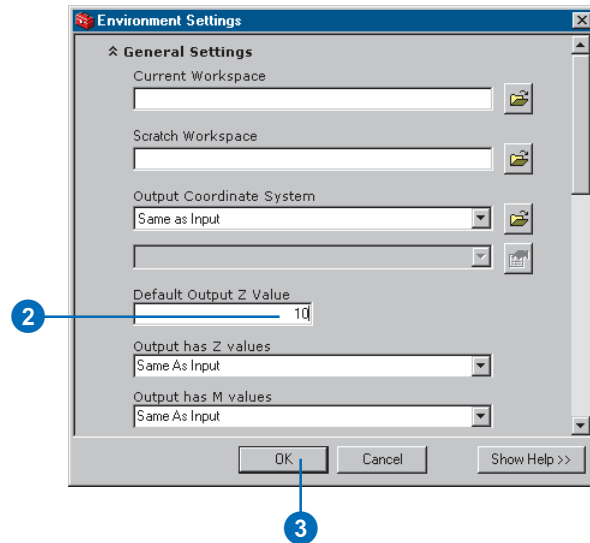 Environment Settings
General Settings
Current Workspace
Scratch Workspace
Output Coordinate System
Same as Input
Default Output Z Value
2
10
Output has Z values
Same As Input
Output has M values
Same As Input
OK
Cancel
Show Help >>
3